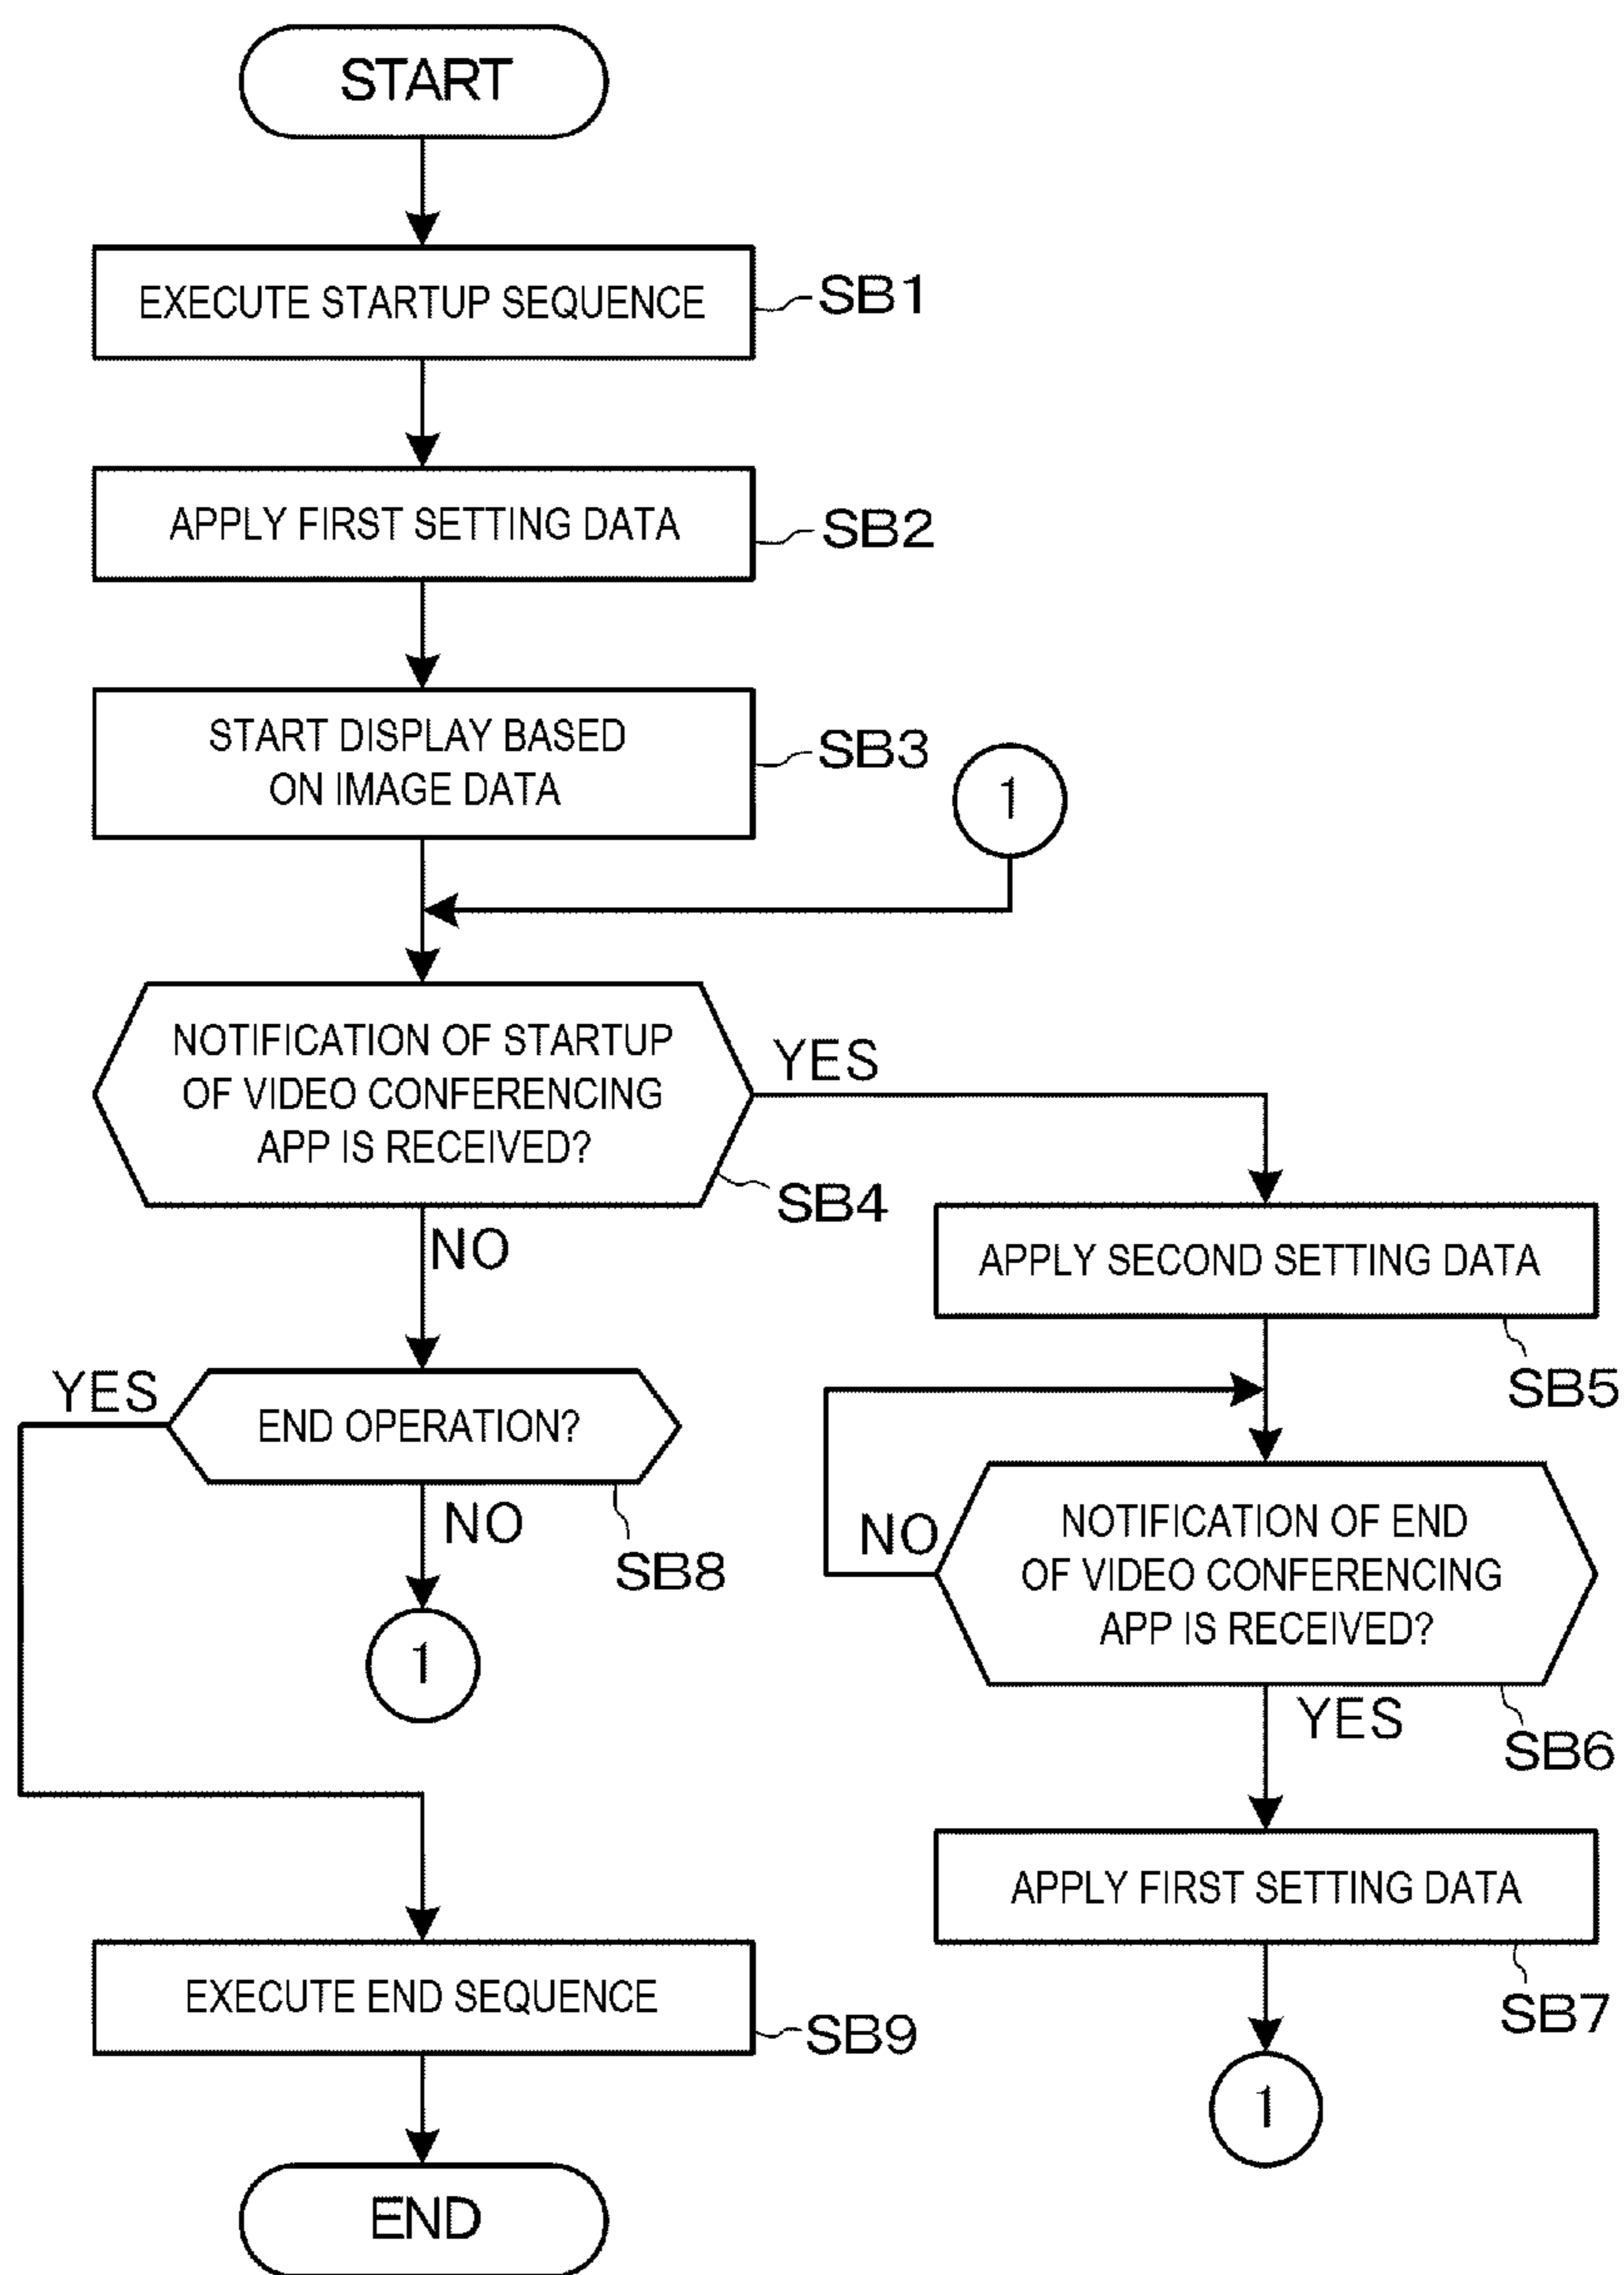 START
EXECUTE STARTUP SEQUENCE
SB1
APPLY FIRST SETTING DATA
SB2
START DISPLAY BASED
ON IMAGE DATA
SB3
1
NOTIFICATION OF STARTUP
OF VIDEO CONFERENCING
APP IS RECEIVED?
YES
SB4
NO
APPLY SECOND SETTING DATA
SB5
YES
END OPERATION?
NO
SB8
1
NO
NOTIFICATION OF END
OF VIDEO CONFERENCING
APP IS RECEIVED?
YES
SB6
APPLY FIRST SETTING DATA
SB7
1
EXECUTE END SEQUENCE
SB9
END